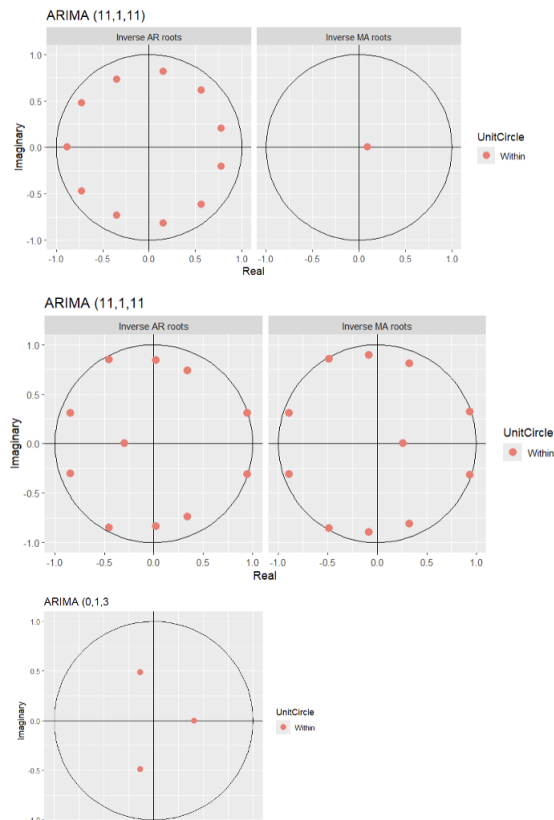 ARIMA (11,1,11)
Inverse AR roots Inverse MA roots
1.0
0.5
0.0
-0.5
-1.0
Imaginary
-1.0 -0.5 0.0 0.5 1.0 -1.0 -0.5 0.0 0.5 1.0
Real
UnitCircle
Within
ARIMA (11,1,11
Inverse AR roots Inverse MA roots
1.0
0.5
0.0
-0.5
-1.0
Imaginary
-1.0 -0.5 0.0 0.5 1.0 -1.0 -0.5 0.0 0.5 1.0
Real
UnitCircle
Within
ARIMA (0,1,3
1.0
0.5
0.0
-0.5
Imaginary
UnitCircle
Within